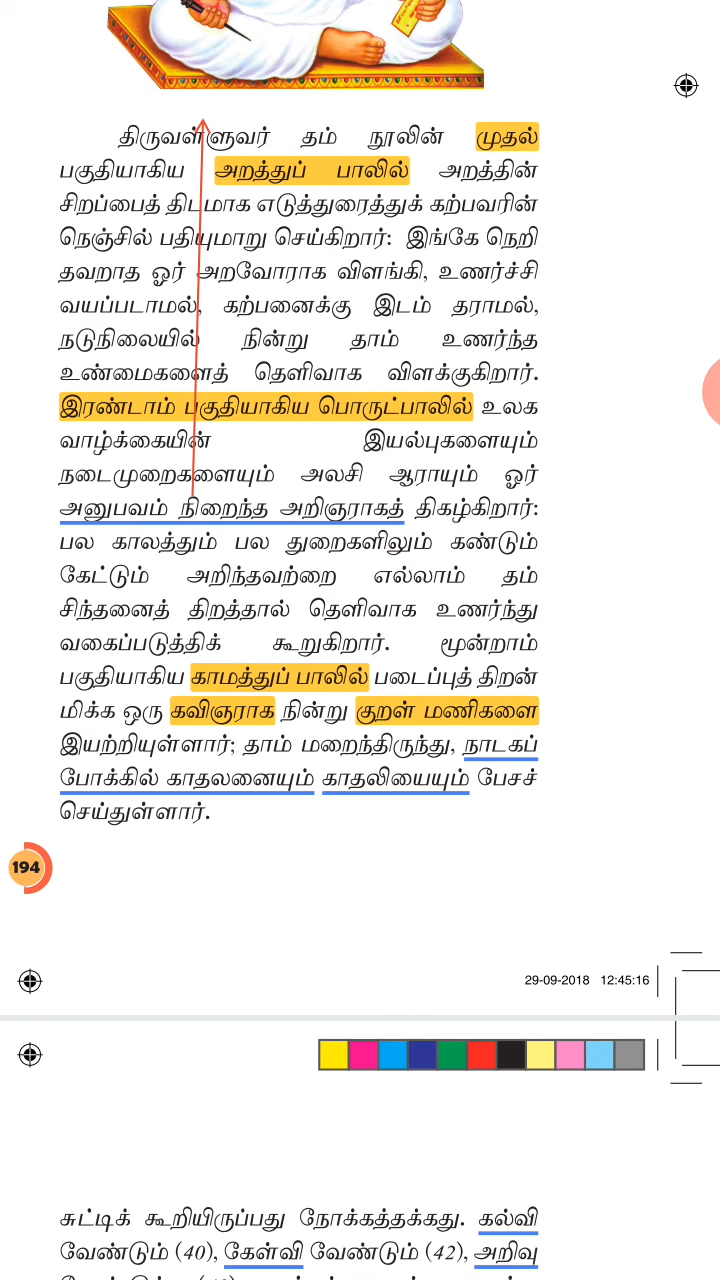 திருவள்ளுவர் தம் நூலின் முதல்
பகுதியாகிய அறத்துப் பாலில் அறத்தின்
சிறப்பைத் திடமாக எடுத்துரைத்துக் கற்பவரின்
நெஞ்சில் பதியுமாறு செய்கிறார்: இங்கே நெறி
தவறாத ஓர் அறவோராக விளங்கி, உணர்ச்சி
வயப்படாமல், கற்பனைக்கு இடம் தராமல்,
நடுநிலையில் நின்று தாம் உணர்ந்த
உண்மைகளைத் தெளிவாக விளக்குகிறார்.
இரண்டாம் பகுதியாகிய பொருட்பாலில் உலக
வாழ்க்கையின் இயல்புகளையும்
நடைமுறைகளையும் அலசி ஆராயும் ஓர்
அனுபவம் நிறைந்த அறிஞராகத் திகழ்கிறார்:
பல காலத்தும் பல துறைகளிலும் கண்டும்
கேட்டும் அறிந்தவற்றை எல்லாம் தம்
சிந்தனைத் திறத்தால் தெளிவாக உணர்ந்து
வகைப்படுத்திக் கூறுகிறார். மூன்றாம்
பகுதியாகிய காமத்துப் பாலில் படைப்புத் திறன்
மிக்க ஒரு கவிஞராக நின்று குறள் மணிகளை
இயற்றியுள்ளார்; தாம் மறைந்திருந்து, நாடகப்
போக்கில் காதலனையும் காதலியையும் பேசச்
செய்துள்ளார்.
194
29-09-2018 12:45:16
சுட்டிக் கூறியிருப்பது நோக்கத்தக்கது. கல்வி
வேண்டும் (40), கேள்வி வேண்டும் (42), அறிவு